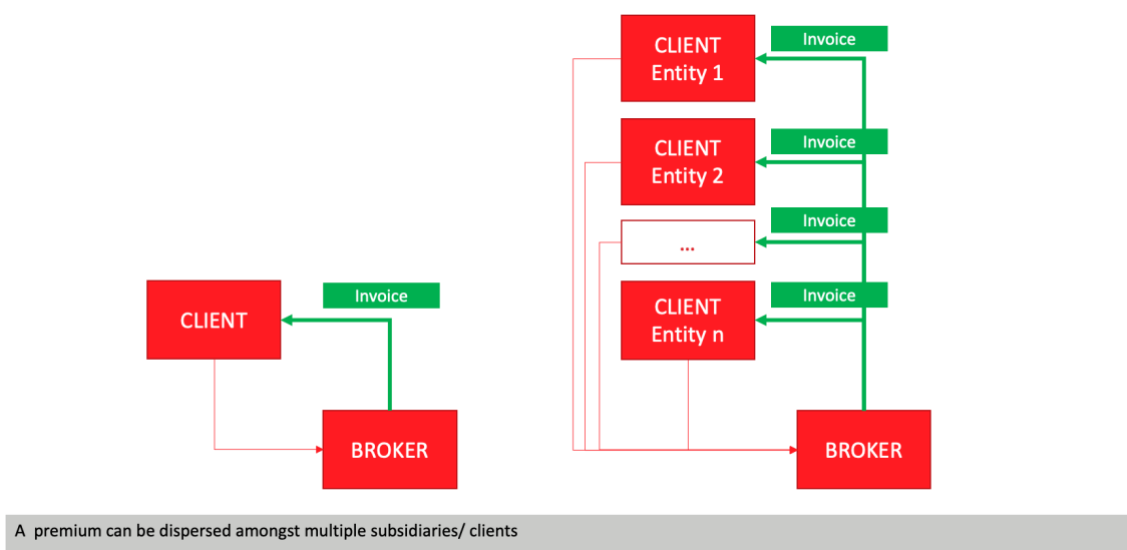 CLIENT
Invoice
BROKER
CLIENT
Entity 1
Invoice
CLIENT
Entity 2
Invoice
...
Invoice
CLIENT
Entity n
Invoice
BROKER
A premium can be dispersed amongst multiple subsidiaries/ clients